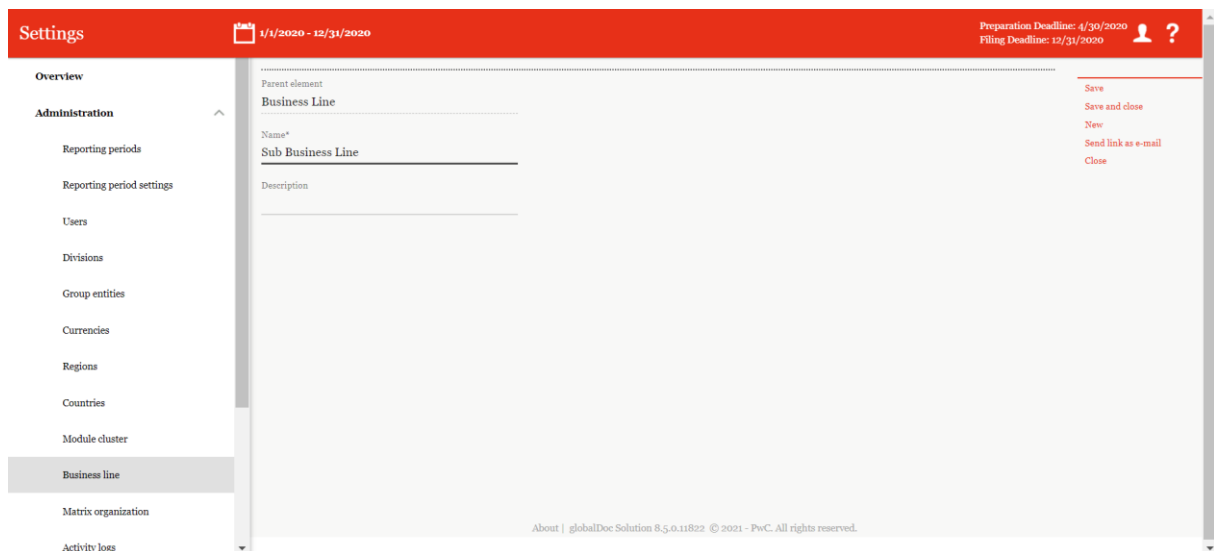 Settings
1/1/2020 - 12/31/2020
Preparation Deadline: 4/30/2020
Filing Deadline: 12/31/2020
?
Overview
Administration
Reporting periods
Reporting period settings
Users
Divisions
Group entities
Currencies
Regions
Countries
Module cluster
Business line
Matrix organization
Activity logs
Parent element
Business Line
Name*
Sub Business Line
Description
Save
Save and close
New
Send link as e-mail
Close
About | globalDoc Solution 8.5.0.11822 © 2021 - PwC. All rights reserved.